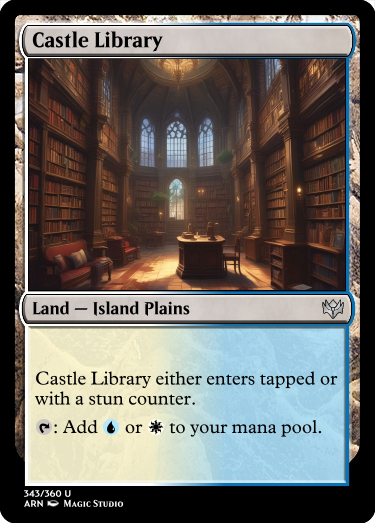 Castle Library
Land — Island Plains
Castle Library either enters tapped or
with a stun counter.
: Add or to your mana pool.
343/360 U
ARN Magic Studio